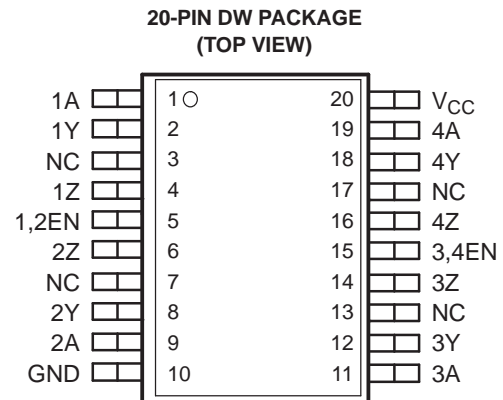 20-PIN DW PACKAGE
(TOP VIEW)
1A 1 20 VCC
1Y 2 19 4A
NC 3 18 4Y
1Z 4 17 NC
1,2EN 5 16 4Z
2Z 6 15 3,4EN
NC 7 14 3Z
2Y 8 13 NC
2A 9 12 3Y
GND 10 11 3A